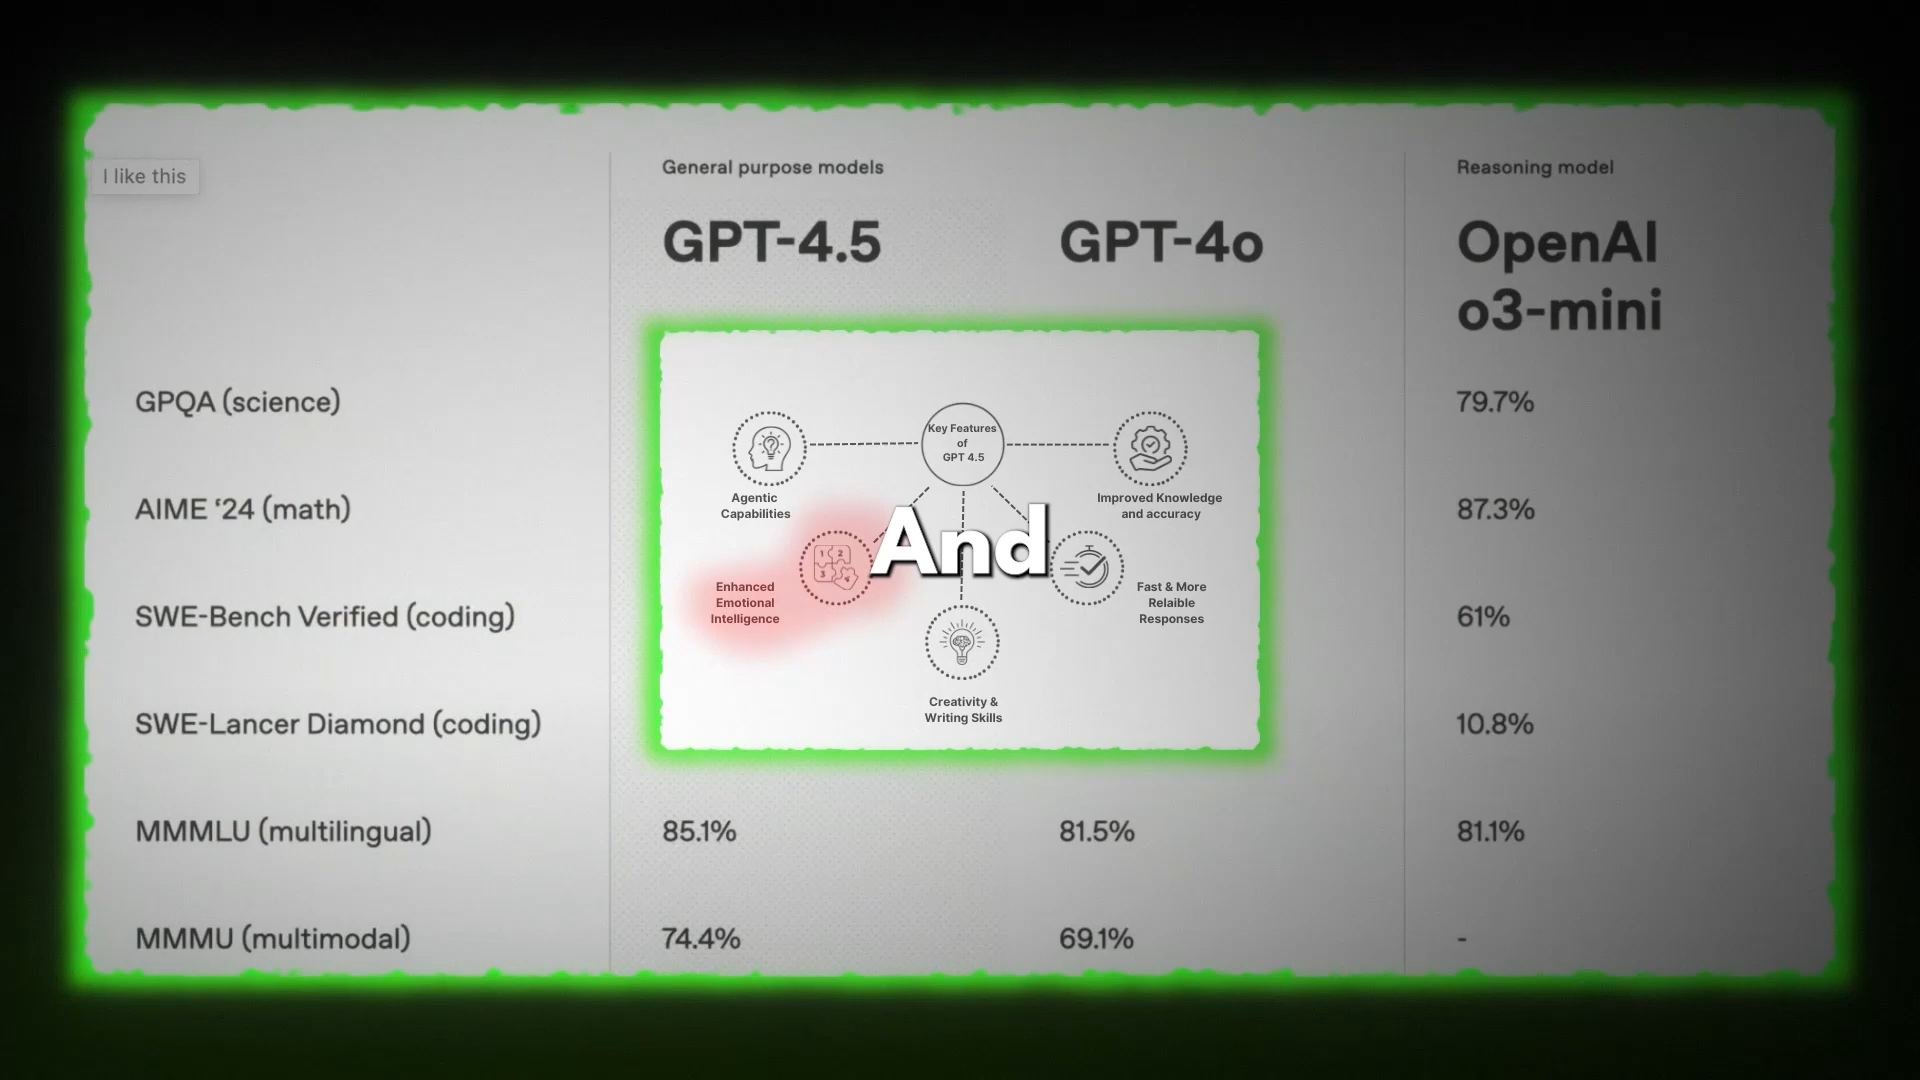 I like this
General purpose models
Reasoning model
GPT-4.5
GPT-4o
OpenAI
o3-mini
GPQA (science)
79.7%
AIME ‘24 (math)
87.3%
SWE-Bench Verified (coding)
61%
SWE-Lancer Diamond (coding)
10.8%
MMMLU (multilingual)
85.1%
81.5%
81.1%
MMMU (multimodal)
74.4%
69.1%
-
Key Features
of
GPT 4.5
Agentic
Capabilities
Improved Knowledge
and accuracy
And
1 2
3
Enhanced
Emotional
Intelligence
Fast & More
Relaible
Responses
Creativity &
Writing Skills